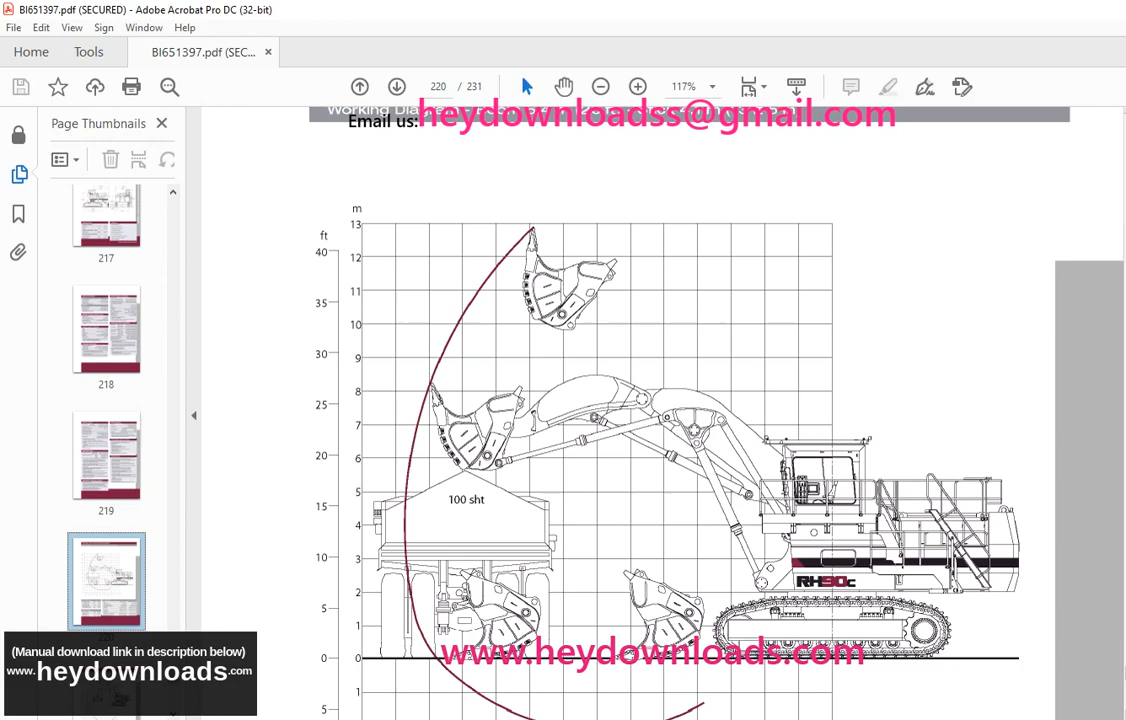 BI651397.pdf (SECURED) - Adobe Acrobat Pro DC (32-bit)
File Edit View Sign Window Help
Home Tools BI651397.pdf (SEC... ×
220 / 231 117%
Page Thumbnails
217
218
219
Email us:heydownloadss@gmail.com
m
ft
13
40
12
11
35
10
30
9
8
25
7
20
6
5
100 sht
15
4
10
3
2
RH90C
5
1
0 0
1
5
www.heydownloads.com
(Manual download link in description below)
www.heydownloads.com